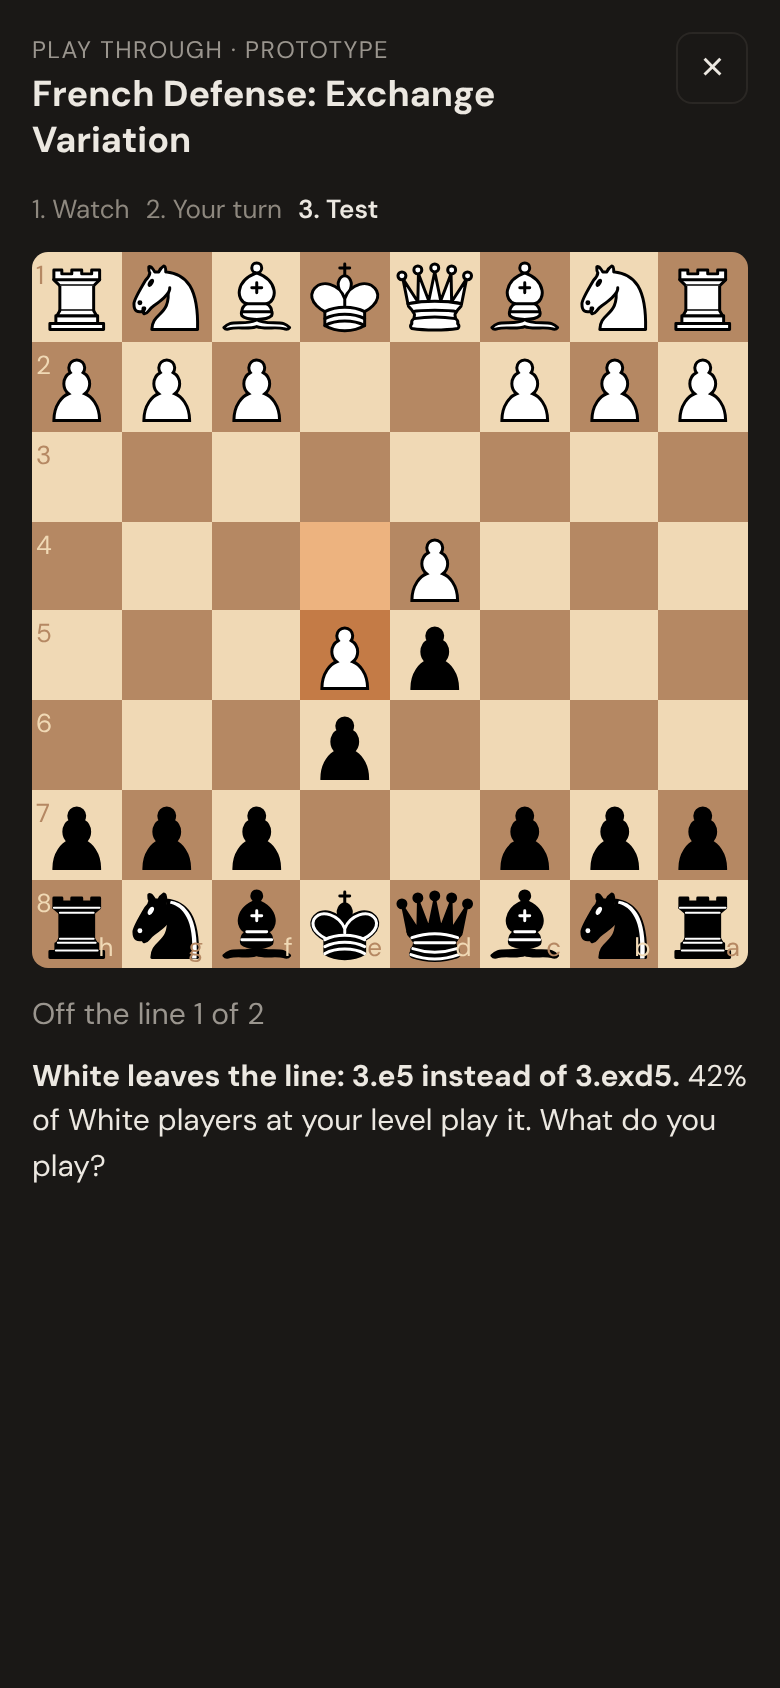 PLAY THROUGH · PROTOTYPE
French Defense: Exchange
Variation
×
1. Watch 2. Your turn 3. Test
1
2
3
4
5
6
7
8
h g f e d c b a
Off the line 1 of 2
White leaves the line: 3.e5 instead of 3.exd5. 42%
of White players at your level play it. What do you
play?